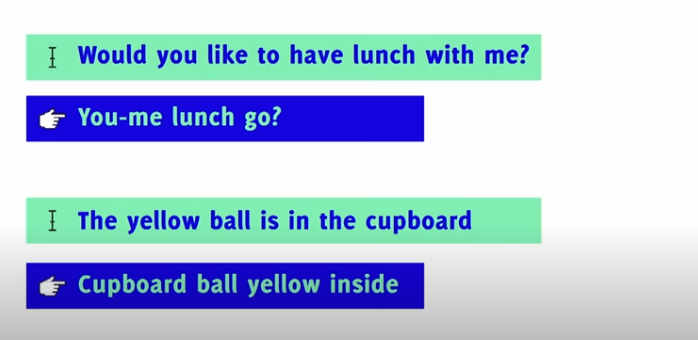 Would you like to have lunch with me?
You-me lunch go?
The yellow ball is in the cupboard
Cupboard ball yellow inside